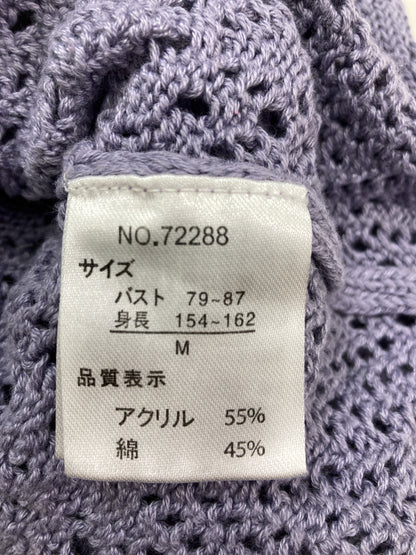 NO.72288
サイズ
バスト 79~87
身長 154~162
M
品質表示
アクリル 55%
綿 45%